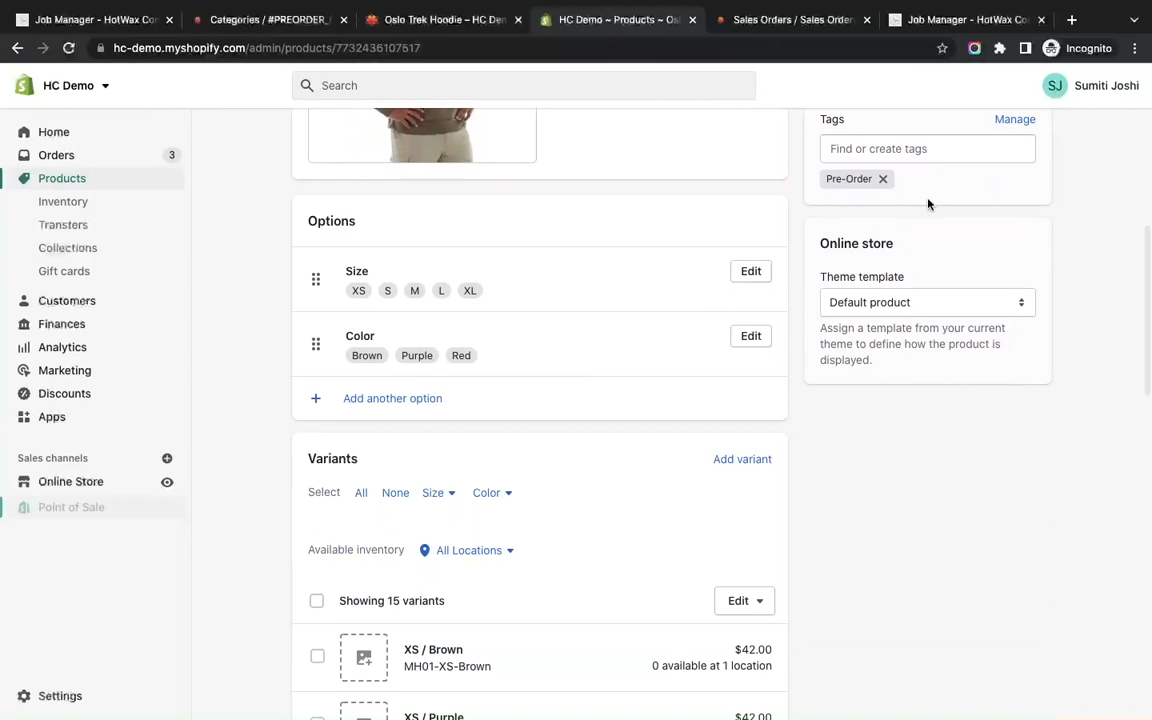 Job Manager - HotWax Con
Categories / #PREORDER_
Oslo Trek Hoodie – HC De
HC Demo ~ Products ~ Osl
Sales Orders / Sales Order
Job Manager - HotWax Co
hc-demo.myshopify.com/admin/products/7732436107517
Incognito
HC Demo
Search
SJ
Sumiti Joshi
Home
Orders
3
Products
Inventory
Transfers
Collections
Gift cards
Customers
Finances
Analytics
Marketing
Discounts
Apps
Sales channels
Online Store
Point of Sale
Settings
Options
Size
Edit
XS S M L XL
Color
Edit
Brown Purple Red
+ Add another option
Variants
Add variant
Select All None Size Color
Available inventory All Locations
Showing 15 variants
Edit
XS / Brown
$42.00
MH01-XS-Brown
0 available at 1 location
XS / Purple
$42.00
Tags
Manage
Find or create tags
Pre-Order
Online store
Theme template
Default product
Assign a template from your current
theme to define how the product is
displayed.